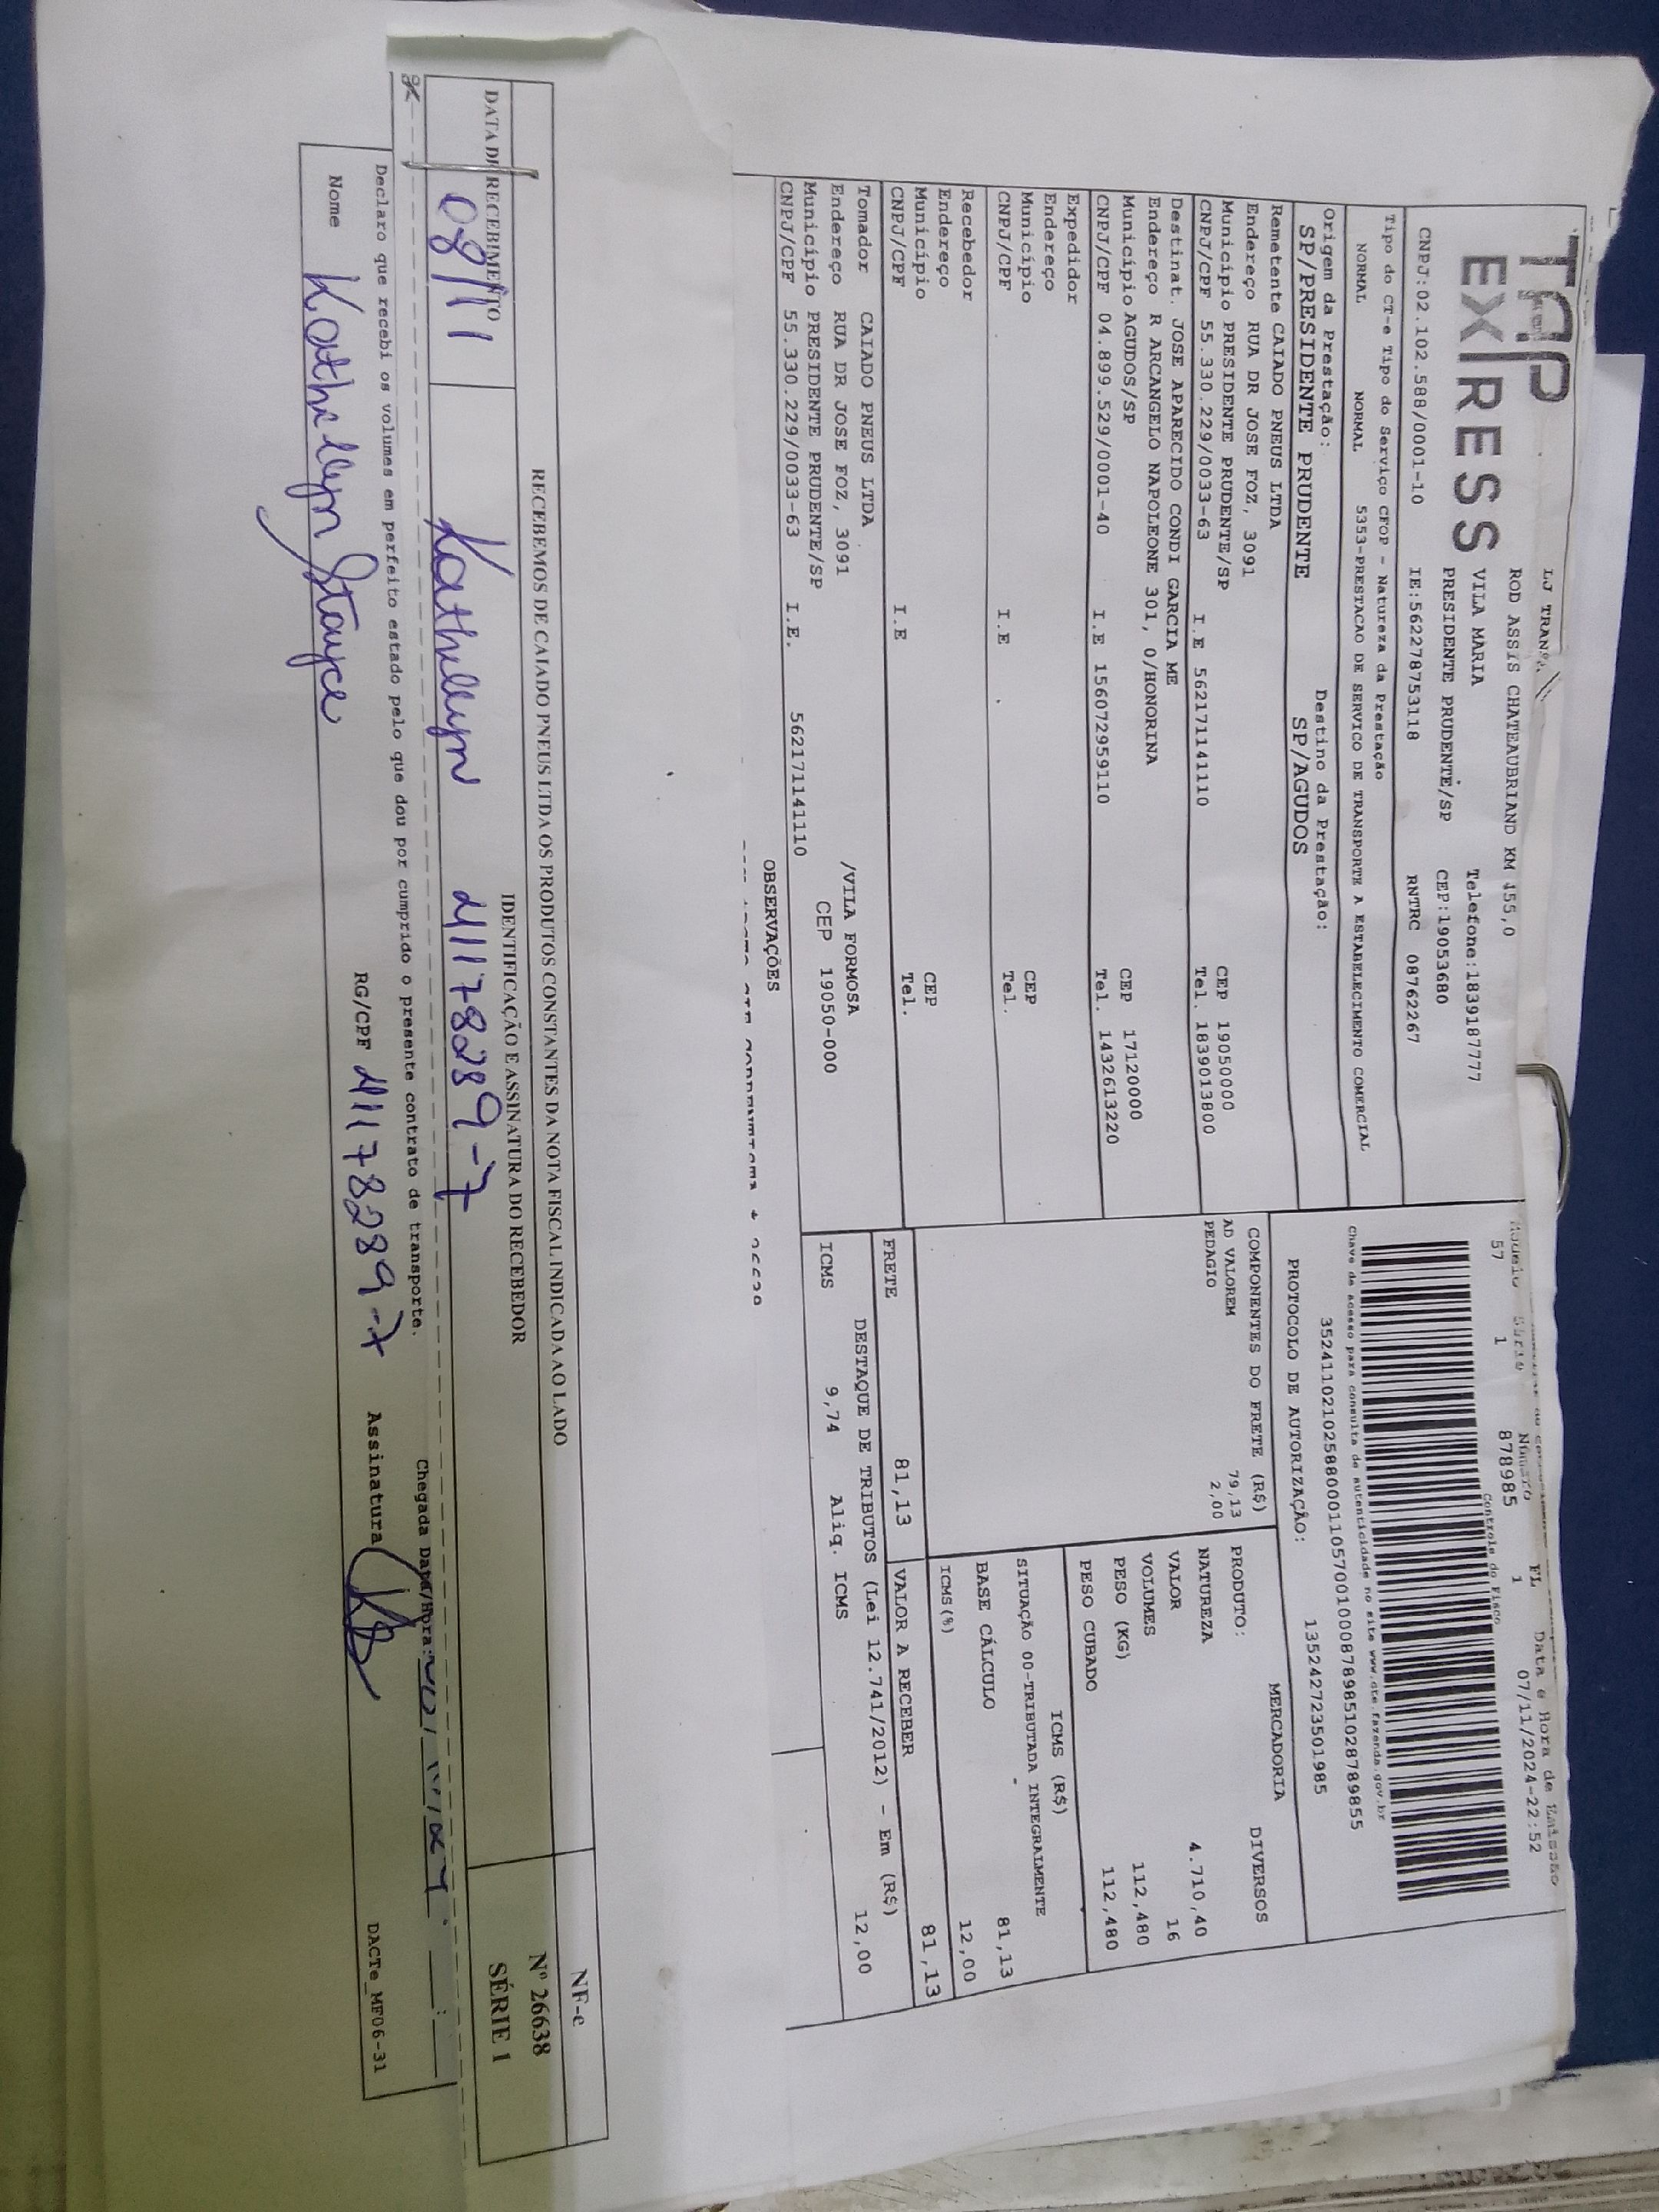 TAP
EXPRESS
LJ TRANS
ROD ASSIS CHATEAUBRIAND KM 455,0
VILA MARIA Telefone:1839187777
PRESIDENTE PRUDENTE/SP CEP:19053680
CNPJ:02.102.588/0001-10 IE:562278753118 RNTRC 08762267
Tipo do CT-e Tipo do Serviço CFOP - Natureza da Prestação
NORMAL NORMAL 5353-PRESTACAO DE SERVICO DE TRANSPORTE A ESTABELECIMENTO COMERCIAL
Origem da Prestação: Destino da Prestação:
SP/PRESIDENTE PRUDENTE SP/AGUDOS
Modelo Série Número FL Data e Hora de Emissão
57 1 878985 1 07/11/2024-22:52
Controle do Fisco
Chave de acesso para consulta de autenticidade no site www.cte.fazenda.gov.br
35241102102588000110570010008789851028789855
PROTOCOLO DE AUTORIZAÇÃO: 135242723501985
Remetente CAIADO PNEUS LTDA
Endereço RUA DR JOSE FOZ, 3091
Município PRESIDENTE PRUDENTE/SP CEP 19050000
CNPJ/CPF 55.330.229/0033-63 I.E 562171141110 Tel. 1839013800
Destinat. JOSE APARECIDO CONDI GARCIA ME
Endereço R ARCANGELO NAPOLEONE 301, 0/HONORINA
Município AGUDOS/SP CEP 17120000
CNPJ/CPF 04.899.529/0001-40 I.E 156072959110 Tel. 1432613220
Expedidor
Endereço
Município CEP
CNPJ/CPF I.E Tel.
Recebedor
Endereço
Município CEP
CNPJ/CPF I.E Tel.
Tomador CAIADO PNEUS LTDA
Endereço RUA DR JOSE FOZ, 3091 /VILA FORMOSA
Município PRESIDENTE PRUDENTE/SP CEP 19050-000
CNPJ/CPF 55.330.229/0033-63 I.E. 562171141110
COMPONENTES DO FRETE (R$)
AD VALOREM 79,13
PEDAGIO 2,00
MERCADORIA
PRODUTO: DIVERSOS
NATUREZA
VALOR 4.710,40
VOLUMES 16
PESO (KG) 112,480
PESO CUBADO 112,480
ICMS (R$)
SITUAÇÃO 00-TRIBUTADA INTEGRALMENTE
BASE CÁLCULO 81,13
ICMS(%) 12,00
FRETE 81,13 VALOR A RECEBER 81,13
DESTAQUE DE TRIBUTOS (Lei 12.741/2012) - Em (R$)
ICMS 9,74 Aliq. ICMS 12,00
OBSERVAÇÕES
RECEBEMOS DE CAIADO PNEUS LTDA OS PRODUTOS CONSTANTES DA NOTA FISCAL INDICADA AO LADO
NF-e
Nº 26638
SÉRIE 1
DATA DE RECEBIMENTO IDENTIFICAÇÃO E ASSINATURA DO RECEBEDOR
08/11 Kathellyn 41178289-7
Declaro que recebi os volumes em perfeito estado pelo que dou por cumprido o presente contrato de transporte.
Chegada Data/Hora:
Nome Kathellyn Stayce RG/CPF 41178289-7 Assinatura
DACTe_MF06-31